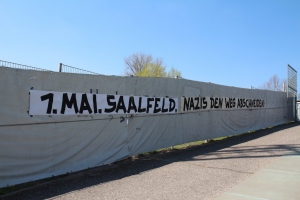 1. MAI. SAALFELD. NAZIS DEN WEG ABSCHNEIDEN!